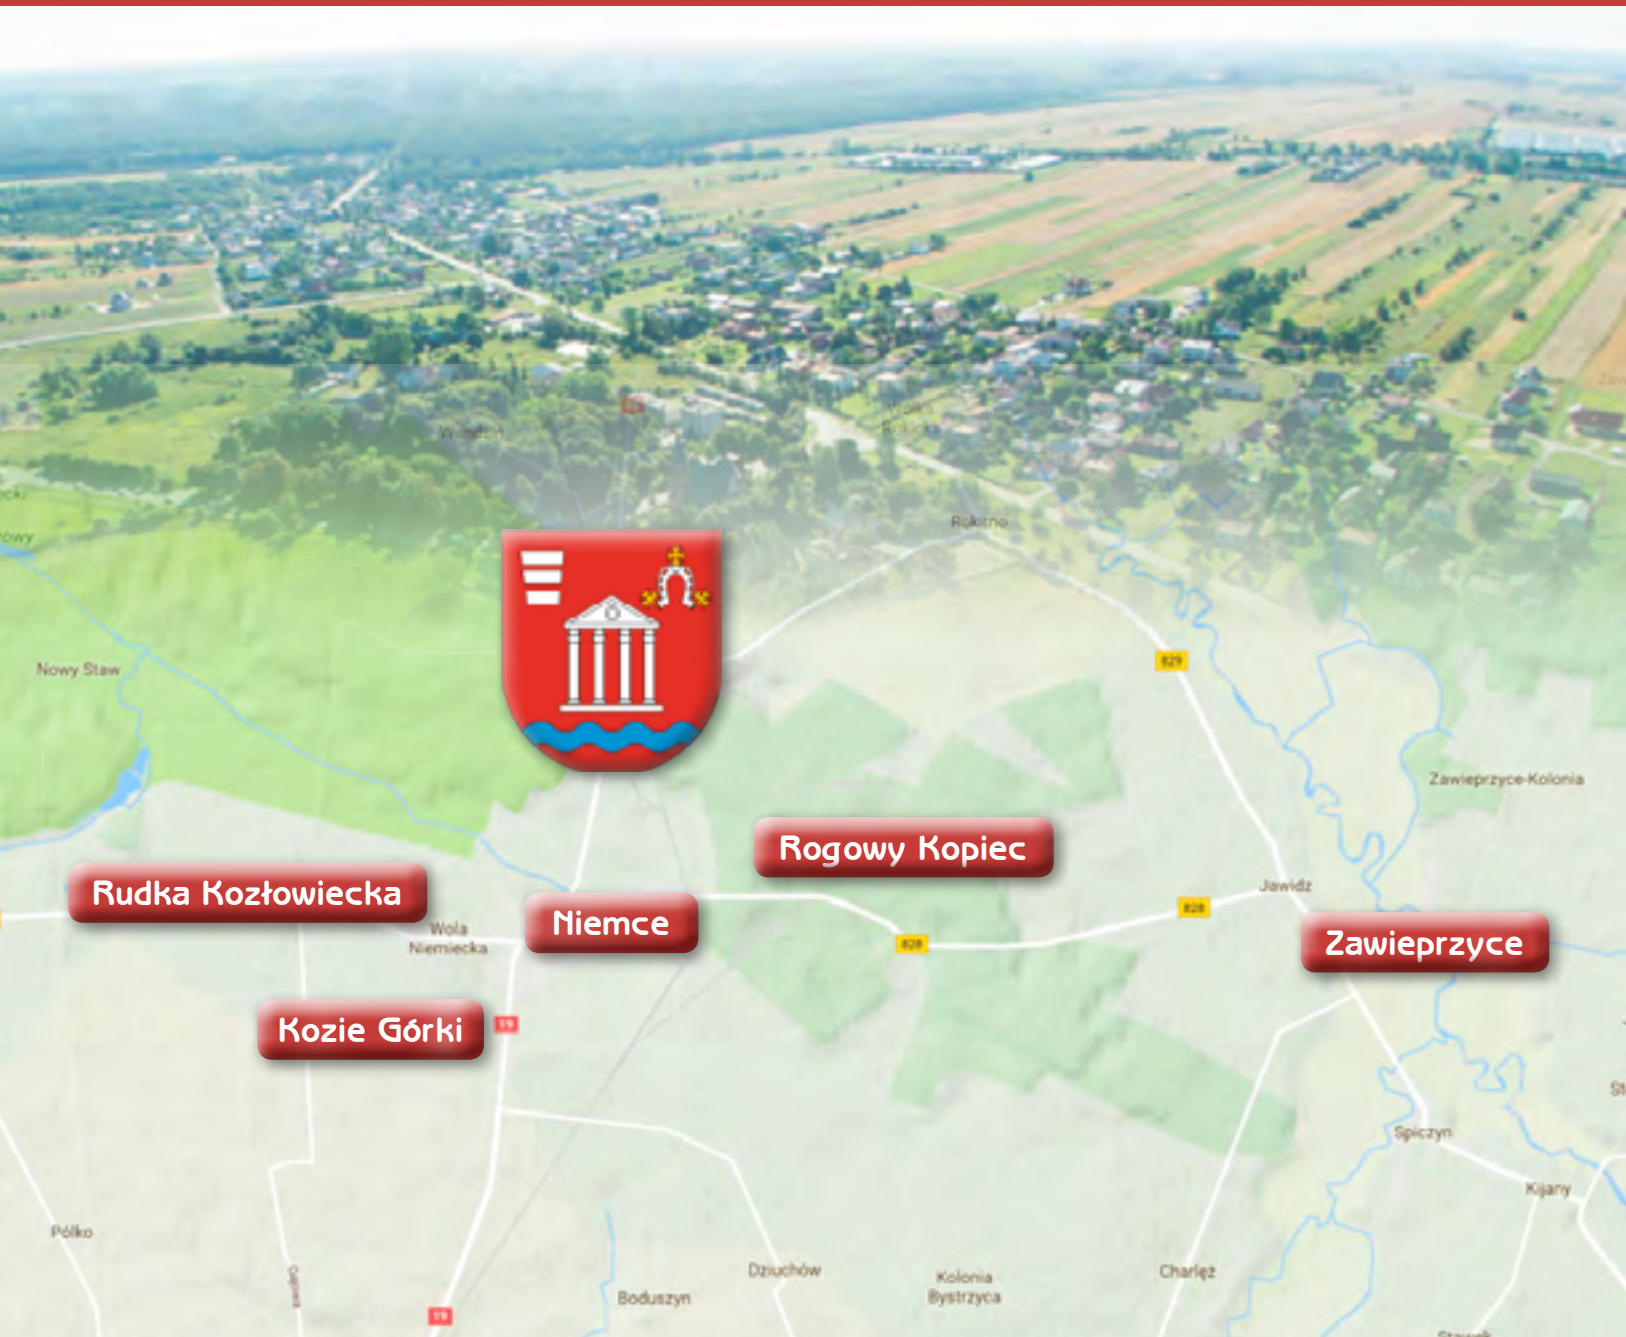 Rokitno
829
Nowy Staw
Zawieprzyce-Kolonia
Rogowy Kopiec
Rudka Kozłowiecka
Jawidz
828
Niemce
Wola
Niemiecka
828
Zawieprzyce
Kozie Górki
19
Spiczyn
Kijany
Pólko
Dziuchów
Charlęż
Kolonia
Bystrzyca
Boduszyn
19